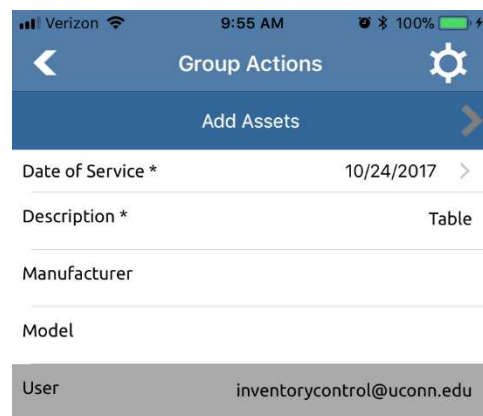 Verizon 9:55 AM 100%
Group Actions
Add Assets
Date of Service * 10/24/2017
Description * Table
Manufacturer
Model
User inventorycontrol@uconn.edu